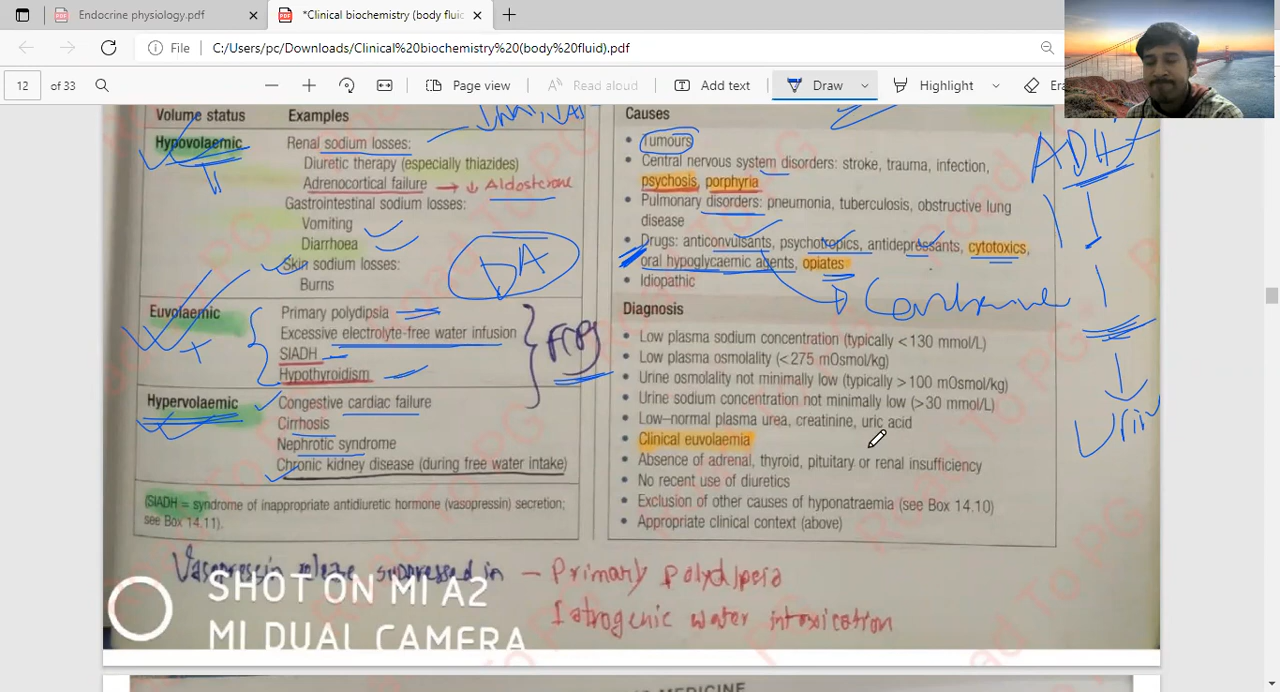 Endocrine physiology.pdf
*Clinical biochemistry (body fluid
File
C:/Users/pc/Downloads/Clinical%20biochemistry%20(body%20fluid).pdf
12 of 33
Page view
Read aloud
Add text
Draw
Highlight
Era
Volume status Examples
Hypovolaemic Renal sodium losses:
Diuretic therapy (especially thiazides)
Adrenocortical failure → ↓ Aldosterone
Gastrointestinal sodium losses:
Vomiting
Diarrhoea
Skin sodium losses:
Burns
DA
Euvolaemic Primary polydipsia
Excessive electrolyte-free water infusion
SIADH
Hypothyroidism
Hypervolaemic Congestive cardiac failure
Cirrhosis
Nephrotic syndrome
Chronic kidney disease (during free water intake)
(SIADH = syndrome of inappropriate antidiuretic hormone (vasopressin) secretion;
see Box 14.11).
Causes
• Tumours
• Central nervous system disorders: stroke, trauma, infection,
psychosis, porphyria
• Pulmonary disorders: pneumonia, tuberculosis, obstructive lung
disease
• Drugs: anticonvulsants, psychotropics, antidepressants, cytotoxics,
oral hypoglycaemic agents, opiates
• Idiopathic
Diagnosis
• Low plasma sodium concentration (typically <130 mmol/L)
• Low plasma osmolality (<275 mOsmol/kg)
• Urine osmolality not minimally low (typically >100 mOsmol/kg)
• Urine sodium concentration not minimally low (>30 mmol/L)
• Low–normal plasma urea, creatinine, uric acid
• Clinical euvolaemia
• Absence of adrenal, thyroid, pituitary or renal insufficiency
• No recent use of diuretics
• Exclusion of other causes of hyponatraemia (see Box 14.10)
• Appropriate clinical context (above)
ADH
Vasopressin release suppressed in – Primary polydipsia
Iatrogenic water intoxication
SHOT ON MI A2
MI DUAL CAMERA
MEDICINE
Road To PG